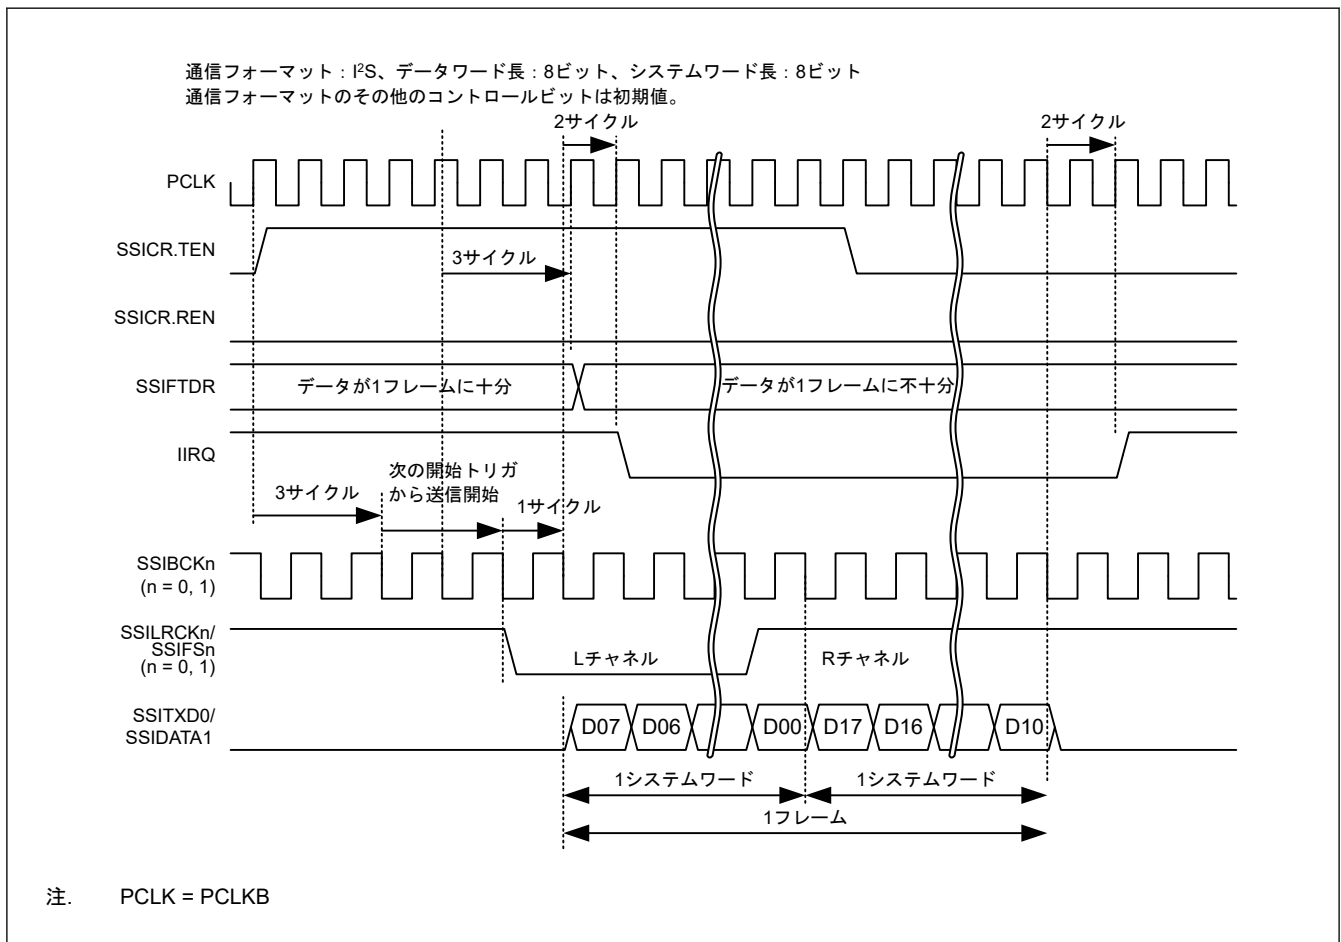 通信フォーマット：I²S、データワード長：8ビット、システムワード長：8ビット
通信フォーマットのその他のコントロールビットは初期値。
2サイクル
2サイクル
PCLK
SSICR.TEN
3サイクル
SSICR.REN
SSIFTDR
データが1フレームに十分
データが1フレームに不十分
IIRQ
3サイクル
次の開始トリガ
から送信開始
1サイクル
SSIBCKn
(n = 0, 1)
SSILRCKn/
SSIFSn
(n = 0, 1)
Lチャネル
Rチャネル
SSITXD0/
SSIDATA1
D07
D06
D00
D17
D16
D10
1システムワード
1システムワード
1フレーム
注. PCLK = PCLKB